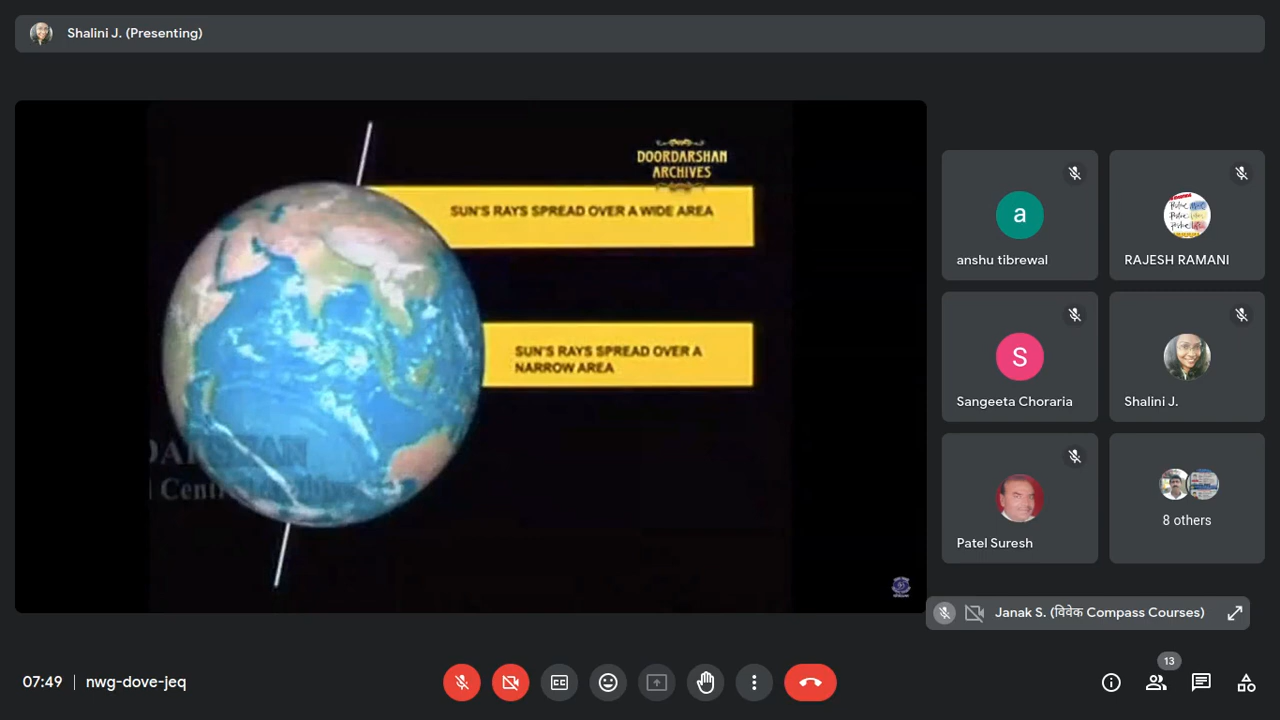 Shalini J. (Presenting)
DOORDARSHAN
ARCHIVES
SUN'S RAYS SPREAD OVER A WIDE AREA
SUN'S RAYS SPREAD OVER A
NARROW AREA
a
anshu tibrewal
RAJESH RAMANI
S
Sangeeta Choraria
Shalini J.
Patel Suresh
8 others
Janak S. (विवेक Compass Courses)
07:49 | nwg-dove-jeq
13